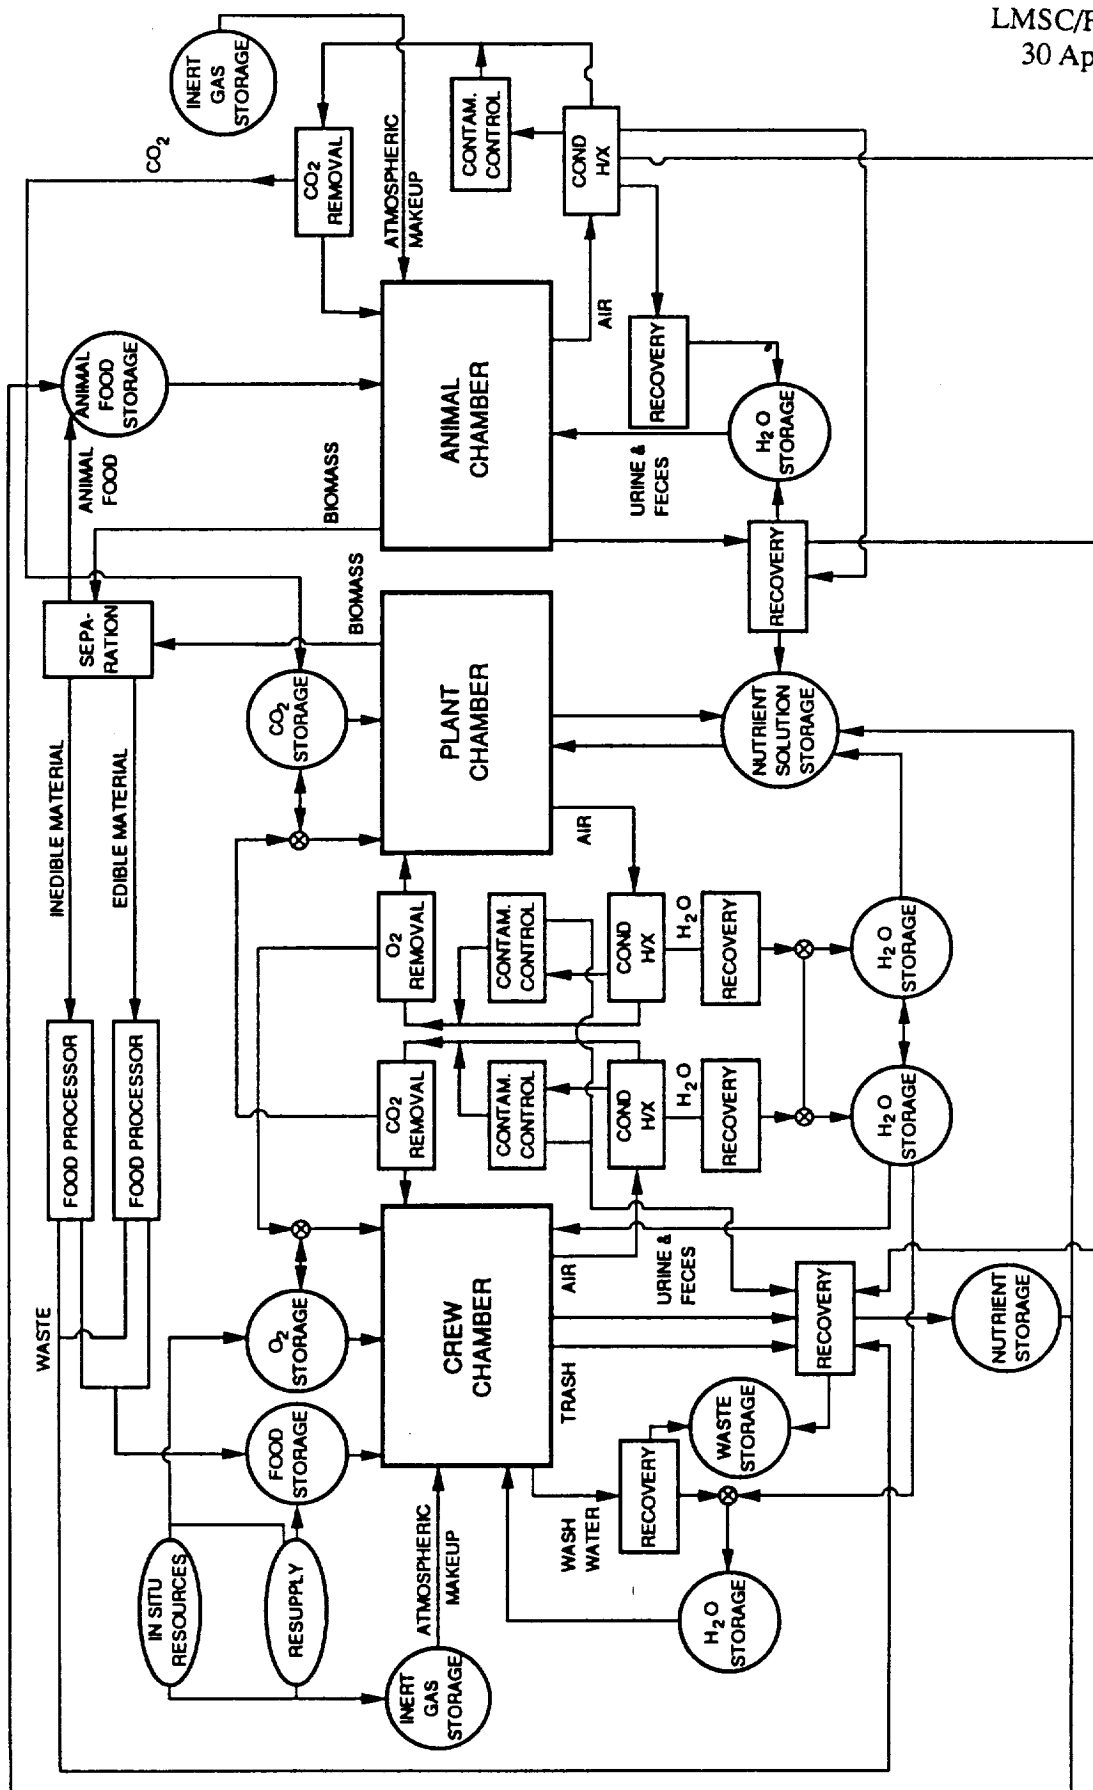 LMSC/F
30 Ap
INERT
GAS
STORAGE
CO2
CO2
REMOVAL
ATMOSPHERIC
MAKEUP
CONTAM.
CONTROL
COND
H/X
ANIMAL
FOOD
STORAGE
ANIMAL
FOOD
BIOMASS
ANIMAL
CHAMBER
AIR
RECOVERY
H2O
STORAGE
URINE &
FECES
RECOVERY
SEPA-
RATION
BIOMASS
CO2
STORAGE
PLANT
CHAMBER
NUTRIENT
SOLUTION
STORAGE
AIR
INEDIBLE MATERIAL
EDIBLE MATERIAL
O2
REMOVAL
CONTAM.
CONTROL
COND
H/X
H2O
RECOVERY
H2O
STORAGE
FOOD PROCESSOR
FOOD PROCESSOR
CO2
REMOVAL
CONTAM.
CONTROL
COND
H/X
H2O
RECOVERY
H2O
STORAGE
WASTE
O2
STORAGE
FOOD
STORAGE
CREW
CHAMBER
AIR
URINE &
FECES
TRASH
RECOVERY
NUTRIENT
STORAGE
WASTE
STORAGE
RECOVERY
WASH
WATER
H2O
STORAGE
IN SITU
RESOURCES
RESUPPLY
ATMOSPHERIC
MAKEUP
INERT
GAS
STORAGE